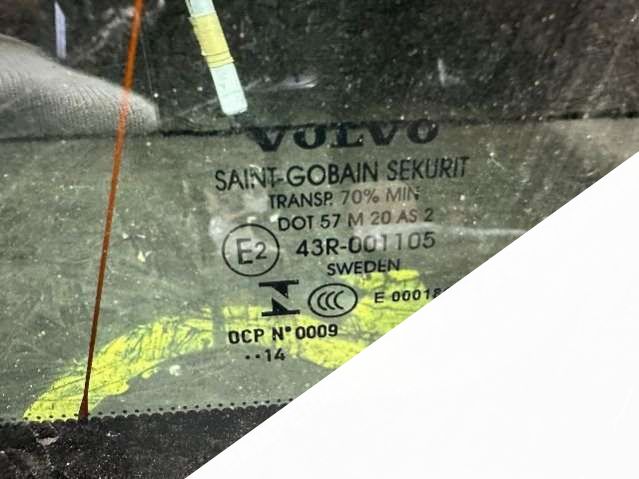 VOLVO
SAINT-GOBAIN SEKURIT
TRANSP. 70% MIN
DOT 57 M 20 AS 2
E2 43R-001105
SWEDEN
CCC E 00018
OCP N° 0009
··14